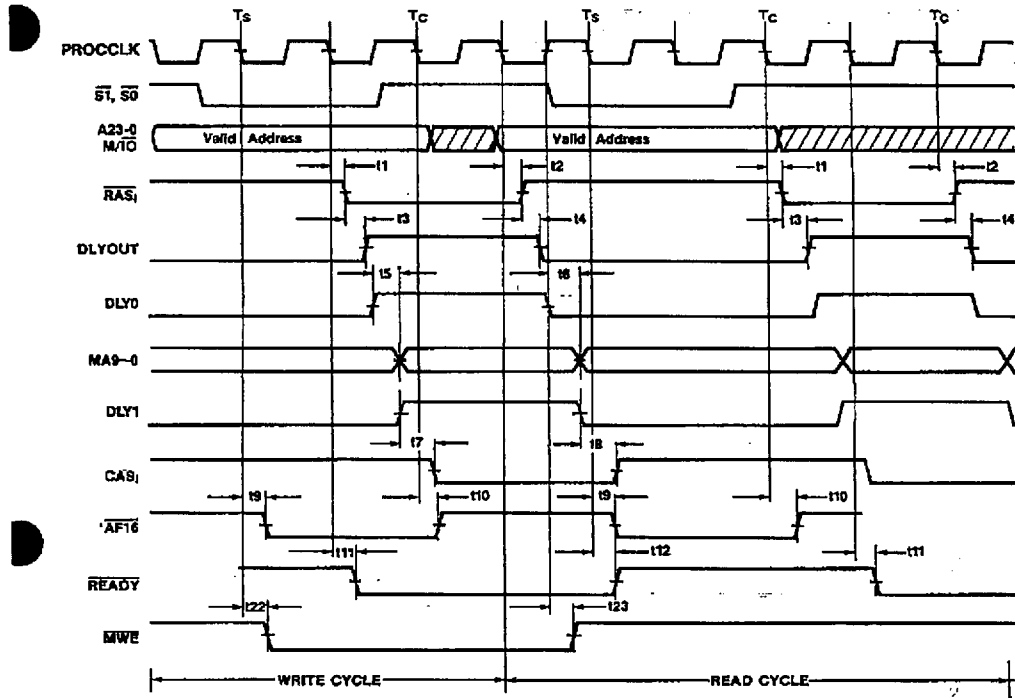 Ts Tc Ts Tc Tc
PROCCLK
S1, S0
A23-0
M/IO
Valid Address Valid Address
t1 t2 t1 t2
RASi
t3 t4 t3 t4
DLYOUT
t5 t6
DLY0
MA9-0
DLY1
t7 t8
CASi
t9 t10 t9 t10
AF16
t11 t12 t11
READY
t22 t23
MWE
WRITE CYCLE READ CYCLE